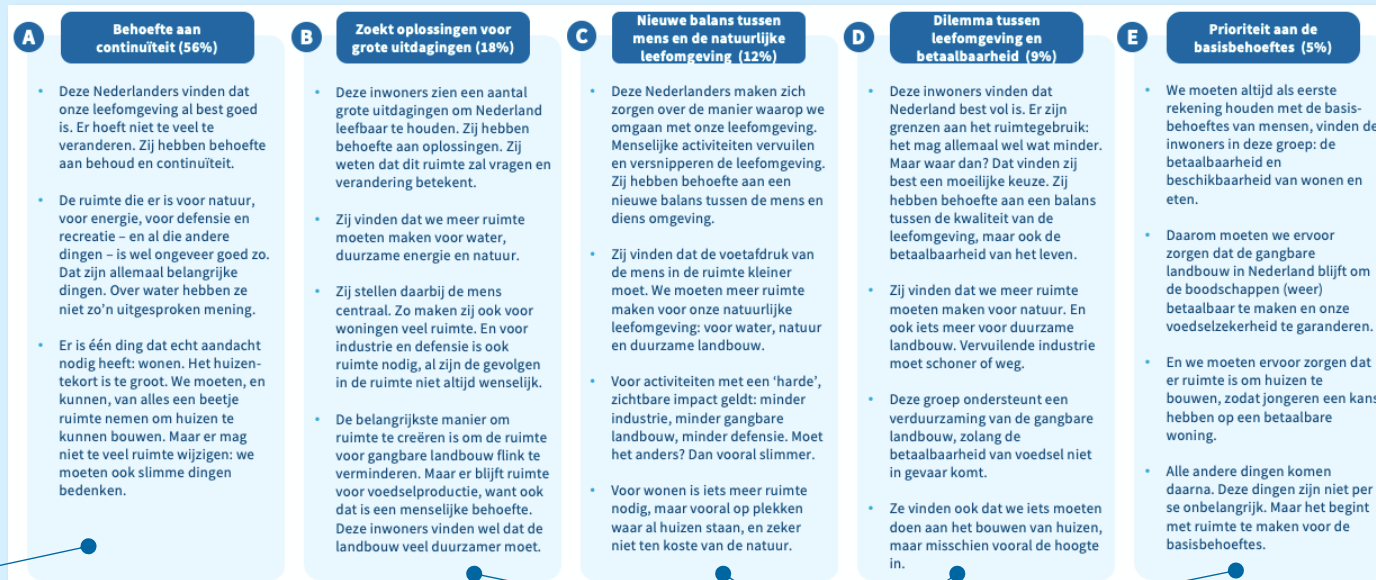 A
Behoefte aan
continuïteit (56%)
• Deze Nederlanders vinden dat
onze leefomgeving al best goed
is. Er hoeft niet te veel te
veranderen. Zij hebben behoefte
aan behoud en continuïteit.
• De ruimte die er is voor natuur,
voor energie, voor defensie en
recreatie – en al die andere
dingen – is wel ongeveer goed zo.
Dat zijn allemaal belangrijke
dingen. Over water hebben ze
niet zo’n uitgesproken mening.
• Er is één ding dat echt aandacht
nodig heeft: wonen. Het huizen-
tekort is te groot. We moeten, en
kunnen, van alles een beetje
ruimte nemen om huizen te
kunnen bouwen. Maar er mag
niet te veel ruimte wijzigen: we
moeten ook slimme dingen
bedenken.
B
Zoekt oplossingen voor
grote uitdagingen (18%)
• Deze inwoners zien een aantal
grote uitdagingen om Nederland
leefbaar te houden. Zij hebben
behoefte aan oplossingen. Zij
weten dat dit ruimte zal vragen en
verandering betekent.
• Zij vinden dat we meer ruimte
moeten maken voor water,
duurzame energie en natuur.
• Zij stellen daarbij de mens
centraal. Zo maken zij ook voor
woningen veel ruimte. En voor
industrie en defensie is ook
ruimte nodig, al zijn de gevolgen
in de ruimte niet altijd wenselijk.
• De belangrijkste manier om
ruimte te creëren is om de ruimte
voor gangbare landbouw flink te
verminderen. Maar er blijft ruimte
voor voedselproductie, want ook
dat is een menselijke behoefte.
Deze inwoners vinden wel dat de
landbouw veel duurzamer moet.
C
Nieuwe balans tussen
mens en de natuurlijke
leefomgeving (12%)
• Deze Nederlanders maken zich
zorgen over de manier waarop we
omgaan met onze leefomgeving.
Menselijke activiteiten vervuilen
en versnipperen de leefomgeving.
Zij hebben behoefte aan een
nieuwe balans tussen de mens en
diens omgeving.
• Zij vinden dat de voetafdruk van
de mens in de ruimte kleiner
moet. We moeten meer ruimte
maken voor onze natuurlijke
leefomgeving: voor water, natuur
en duurzame landbouw.
• Voor activiteiten met een ‘harde’,
zichtbare impact geldt: minder
industrie, minder gangbare
landbouw, minder defensie. Moet
het anders? Dan vooral slimmer.
• Voor wonen is iets meer ruimte
nodig, maar vooral op plekken
waar al huizen staan, en zeker
niet ten koste van de natuur.
D
Dilemma tussen
leefomgeving en
betaalbaarheid (9%)
• Deze inwoners vinden dat
Nederland best vol is. Er zijn
grenzen aan het ruimtegebruik:
het mag allemaal wel wat minder.
Maar waar dan? Dat vinden zij
best een moeilijke keuze. Zij
hebben behoefte aan een balans
tussen de kwaliteit van de
leefomgeving, maar ook de
betaalbaarheid van het leven.
• Zij vinden dat we meer ruimte
moeten maken voor natuur. En
ook iets meer voor duurzame
landbouw. Vervuilende industrie
moet schoner of weg.
• Deze groep ondersteunt een
verduurzaming van de gangbare
landbouw, zolang de
betaalbaarheid van voedsel niet
in gevaar komt.
• Ze vinden ook dat we iets moeten
doen aan het bouwen van huizen,
maar misschien vooral de hoogte
in.
E
Prioriteit aan de
basisbehoeftes (5%)
• We moeten altijd als eerste
rekening houden met de basis-
behoeftes van mensen, vinden de
inwoners in deze groep: de
betaalbaarheid en
beschikbaarheid van wonen en
eten.
• Daarom moeten we ervoor
zorgen dat de gangbare
landbouw in Nederland blijft om
de boodschappen (weer)
betaalbaar te maken en onze
voedselzekerheid te garanderen.
• En we moeten ervoor zorgen dat
er ruimte is om huizen te
bouwen, zodat jongeren een kans
hebben op een betaalbare
woning.
• Alle andere dingen komen
daarna. Deze dingen zijn niet per
se onbelangrijk. Maar het begint
met ruimte te maken voor de
basisbehoeftes.